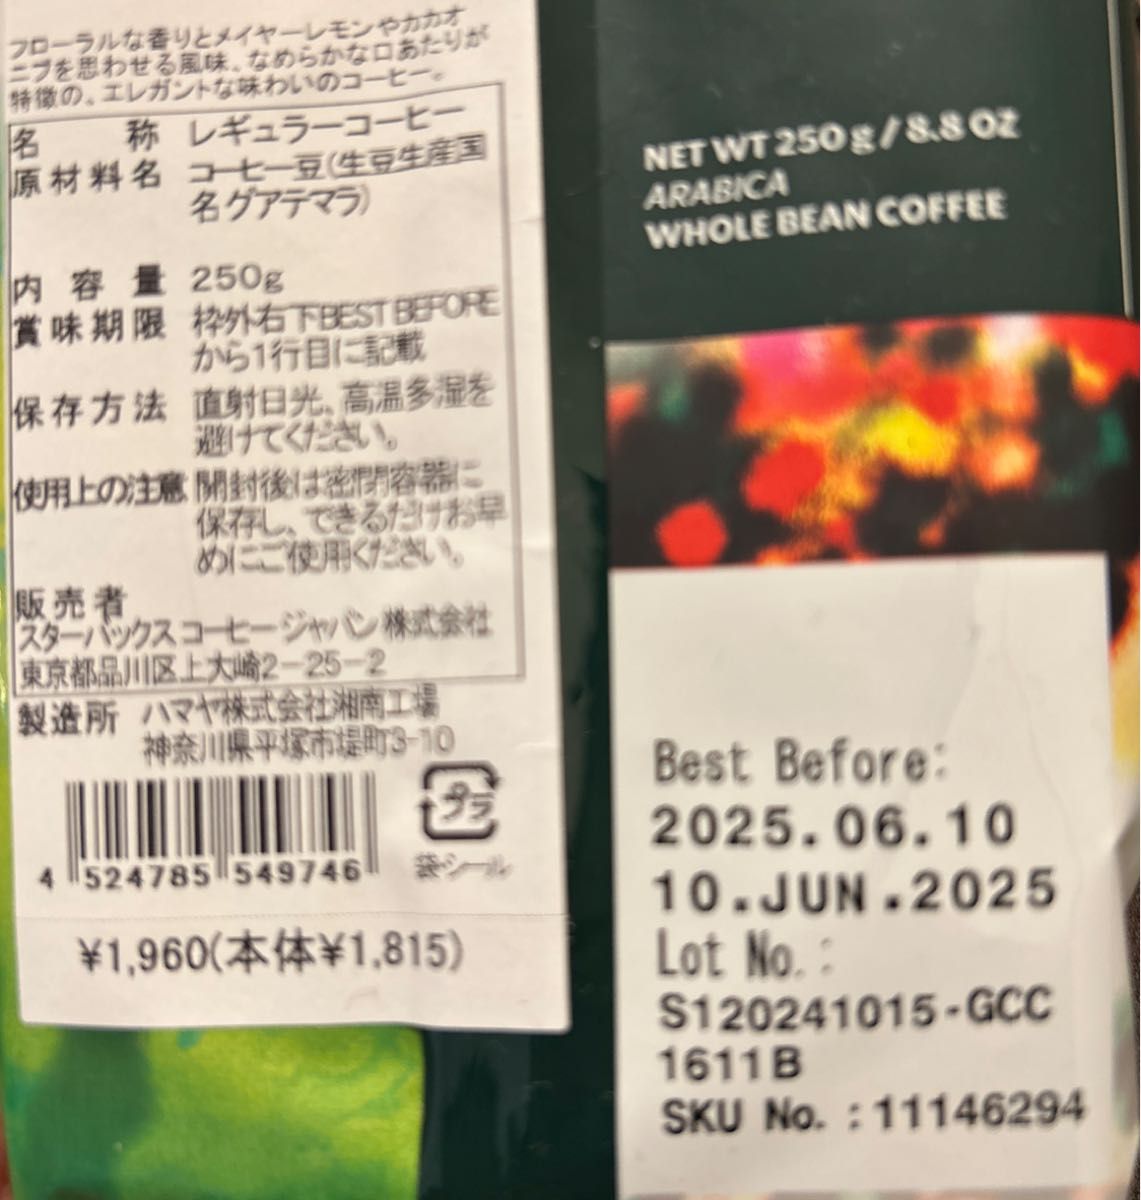 フローラルな香りとメイヤーレモンやカカオ
ニブを思わせる風味、なめらかな口あたりが
特徴の、エレガントな味わいのコーヒー。
名称 レギュラーコーヒー
原材料名 コーヒー豆(生豆生産国
名グアテマラ)
内容量 250g
賞味期限 枠外右下BEST BEFORE
から1行目に記載
保存方法 直射日光、高温多湿を
避けてください。
使用上の注意 開封後は密閉容器に
保存し、できるだけお早
めにご使用ください。
販売者
スターバックス コーヒー ジャパン 株式会社
東京都品川区上大崎2-25-2
製造所 ハマヤ株式会社湘南工場
神奈川県平塚市堤町3-10
プラ
袋・シール
4 524785 549746
¥1,960(本体¥1,815)
NET WT 250 g / 8.8 OZ
ARABICA
WHOLE BEAN COFFEE
Best Before:
2025.06.10
10.JUN.2025
Lot No.:
S120241015-GCC
1611B
SKU No.:11146294